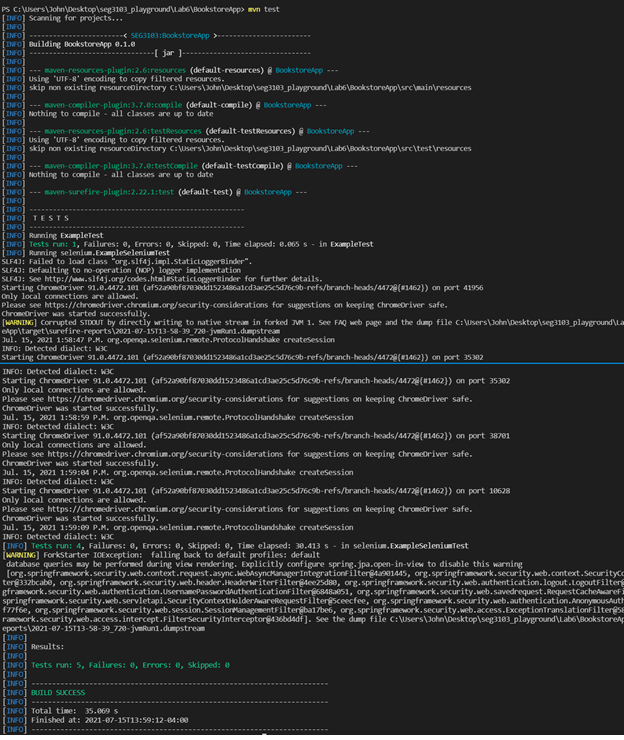 PS C:\Users\John\Desktop\seg3103_playground\Lab6\BookstoreApp> mvn test
[INFO] Scanning for projects...
[INFO]
[INFO] -----------------------< SEG3103:BookstoreApp >-----------------------
[INFO] Building BookstoreApp 0.1.0
[INFO] --------------------------------[ jar ]---------------------------------
[INFO]
[INFO] --- maven-resources-plugin:2.6:resources (default-resources) @ BookstoreApp ---
[INFO] Using 'UTF-8' encoding to copy filtered resources.
[INFO] skip non existing resourceDirectory C:\Users\John\Desktop\seg3103_playground\Lab6\BookstoreApp\src\main\resources
[INFO]
[INFO] --- maven-compiler-plugin:3.7.0:compile (default-compile) @ BookstoreApp ---
[INFO] Nothing to compile - all classes are up to date
[INFO]
[INFO] --- maven-resources-plugin:2.6:testResources (default-testResources) @ BookstoreApp ---
[INFO] Using 'UTF-8' encoding to copy filtered resources.
[INFO] skip non existing resourceDirectory C:\Users\John\Desktop\seg3103_playground\Lab6\BookstoreApp\src\test\resources
[INFO]
[INFO] --- maven-compiler-plugin:3.7.0:testCompile (default-testCompile) @ BookstoreApp ---
[INFO] Nothing to compile - all classes are up to date
[INFO]
[INFO] --- maven-surefire-plugin:2.22.1:test (default-test) @ BookstoreApp ---
[INFO]
[INFO] -------------------------------------------------------
[INFO]  T E S T S
[INFO] -------------------------------------------------------
[INFO] Running ExampleTest
[INFO] Tests run: 1, Failures: 0, Errors: 0, Skipped: 0, Time elapsed: 0.065 s - in ExampleTest
[INFO] Running selenium.ExampleSeleniumTest
SLF4J: Failed to load class "org.slf4j.impl.StaticLoggerBinder".
SLF4J: Defaulting to no-operation (NOP) logger implementation
SLF4J: See http://www.slf4j.org/codes.html#StaticLoggerBinder for further details.
Starting ChromeDriver 91.0.4472.101 (af52a90bf87030dd1523486a1cd3ae25c5d76c9b-refs/branch-heads/4472@{#1462}) on port 41956
Only local connections are allowed.
Please see https://chromedriver.chromium.org/security-considerations for suggestions on keeping ChromeDriver safe.
ChromeDriver was started successfully.
[WARNING] Corrupted STDOUT by directly writing to native stream in forked JVM 1. See FAQ web page and the dump file C:\Users\John\Desktop\seg3103_playground\La
eApp\target\surefire-reports\2021-07-15T13-58-39_720-jvmRun1.dumpstream
Jul. 15, 2021 1:58:47 P.M. org.openqa.selenium.remote.ProtocolHandshake createSession
INFO: Detected dialect: W3C
Starting ChromeDriver 91.0.4472.101 (af52a90bf87030dd1523486a1cd3ae25c5d76c9b-refs/branch-heads/4472@{#1462}) on port 35302
INFO: Detected dialect: W3C
Starting ChromeDriver 91.0.4472.101 (af52a90bf87030dd1523486a1cd3ae25c5d76c9b-refs/branch-heads/4472@{#1462}) on port 35302
Only local connections are allowed.
Please see https://chromedriver.chromium.org/security-considerations for suggestions on keeping ChromeDriver safe.
ChromeDriver was started successfully.
Jul. 15, 2021 1:58:59 P.M. org.openqa.selenium.remote.ProtocolHandshake createSession
INFO: Detected dialect: W3C
Starting ChromeDriver 91.0.4472.101 (af52a90bf87030dd1523486a1cd3ae25c5d76c9b-refs/branch-heads/4472@{#1462}) on port 38701
Only local connections are allowed.
Please see https://chromedriver.chromium.org/security-considerations for suggestions on keeping ChromeDriver safe.
ChromeDriver was started successfully.
Jul. 15, 2021 1:59:04 P.M. org.openqa.selenium.remote.ProtocolHandshake createSession
INFO: Detected dialect: W3C
Starting ChromeDriver 91.0.4472.101 (af52a90bf87030dd1523486a1cd3ae25c5d76c9b-refs/branch-heads/4472@{#1462}) on port 10628
Only local connections are allowed.
Please see https://chromedriver.chromium.org/security-considerations for suggestions on keeping ChromeDriver safe.
ChromeDriver was started successfully.
Jul. 15, 2021 1:59:09 P.M. org.openqa.selenium.remote.ProtocolHandshake createSession
INFO: Detected dialect: W3C
[INFO] Tests run: 4, Failures: 0, Errors: 0, Skipped: 0, Time elapsed: 30.413 s - in selenium.ExampleSeleniumTest
[WARNING] ForkStarter IOException:  falling back to default profiles: default
 database queries may be performed during view rendering. Explicitly configure spring.jpa.open-in-view to disable this warning
 [org.springframework.security.web.context.request.async.WebAsyncManagerIntegrationFilter@4a901445, org.springframework.security.web.context.SecurityC
ter@332bcab0, org.springframework.security.web.header.HeaderWriterFilter@4ee25d80, org.springframework.security.web.authentication.logout.LogoutFilter@
gframework.security.web.authentication.UsernamePasswordAuthenticationFilter@6848a051, org.springframework.security.web.savedrequest.RequestCacheAwareFi
springframework.security.web.servletapi.SecurityContextHolderAwareRequestFilter@5ceecfee, org.springframework.security.web.authentication.AnonymousAuth
f77f6e, org.springframework.security.web.session.SessionManagementFilter@ba17be6, org.springframework.security.web.access.ExceptionTranslationFilter@58
ramework.security.web.access.intercept.FilterSecurityInterceptor@436bd4df]. See the dump file C:\Users\John\Desktop\seg3103_playground\Lab6\BookstoreAp
eports\2021-07-15T13-58-39_720-jvmRun1.dumpstream
[INFO]
[INFO] Results:
[INFO]
[INFO] Tests run: 5, Failures: 0, Errors: 0, Skipped: 0
[INFO]
[INFO] ------------------------------------------------------------------------
[INFO] BUILD SUCCESS
[INFO] ------------------------------------------------------------------------
[INFO] Total time:  35.069 s
[INFO] Finished at: 2021-07-15T13:59:12-04:00
[INFO] ------------------------------------------------------------------------